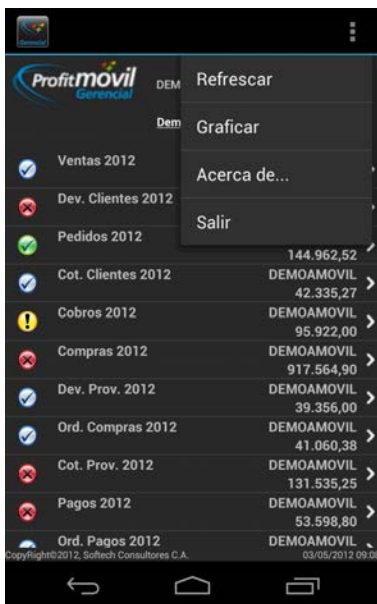 Gerencial
Profitmóvil
Gerencial
DEM
Dem
Refrescar
Graficar
Acerca de...
Salir
Ventas 2012
Dev. Clientes 2012
Pedidos 2012
144.962,52
Cot. Clientes 2012 DEMOAMOVIL
42.335,27
Cobros 2012 DEMOAMOVIL
95.922,00
Compras 2012 DEMOAMOVIL
917.564,90
Dev. Prov. 2012 DEMOAMOVIL
39.356,00
Ord. Compras 2012 DEMOAMOVIL
41.060,38
Cot. Prov. 2012 DEMOAMOVIL
131.535,25
Pagos 2012 DEMOAMOVIL
53.598,80
Ord. Pagos 2012 DEMOAMOVIL
CopyRight©2012, Softech Consultores C.A. 03/05/2012 09:08